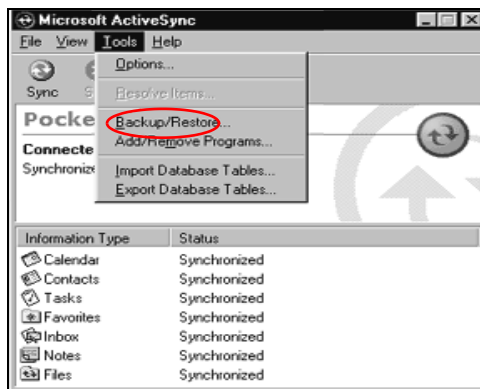 Microsoft ActiveSync
File View Tools Help
Options...
Sync
Resolve Items...
Pocke
Backup/Restore...
Connecte
Add/Remove Programs...
Synchronize
Import Database Tables...
Export Database Tables...
Information Type Status
Calendar Synchronized
Contacts Synchronized
Tasks Synchronized
Favorites Synchronized
Inbox Synchronized
Notes Synchronized
Files Synchronized